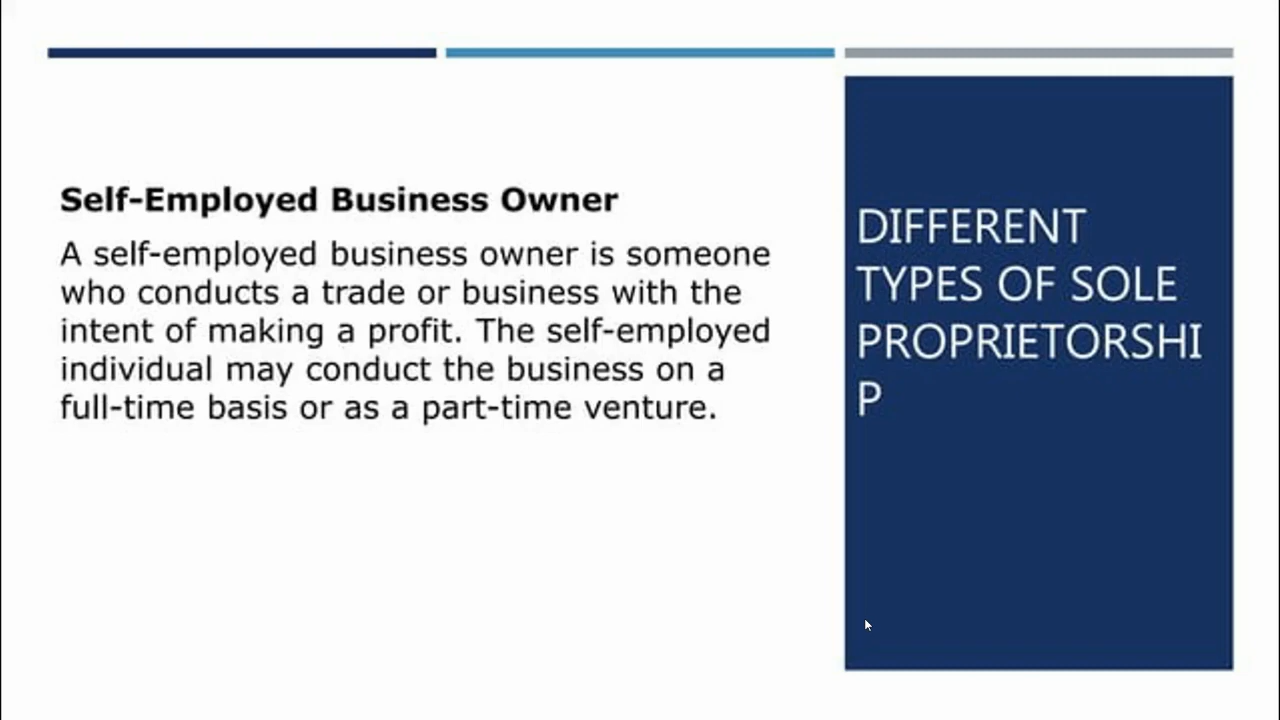 Self-Employed Business Owner
A self-employed business owner is someone
who conducts a trade or business with the
intent of making a profit. The self-employed
individual may conduct the business on a
full-time basis or as a part-time venture.
DIFFERENT
TYPES OF SOLE
PROPRIETORSHI
P